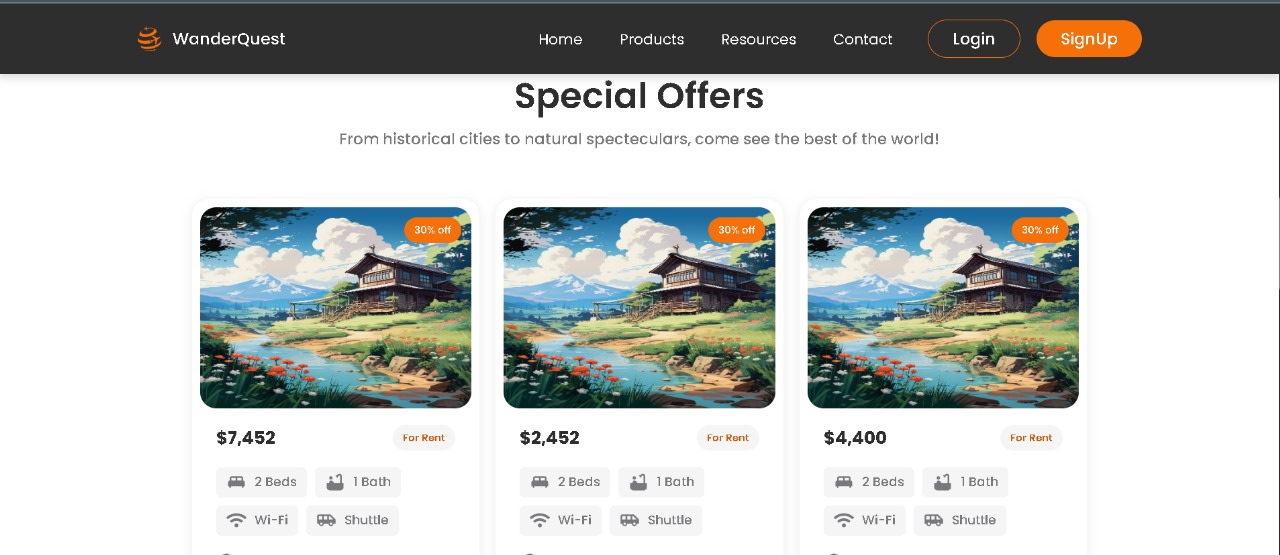 WanderQuest Home Products Resources Contact Login SignUp
Special Offers
From historical cities to natural specteculars, come see the best of the world!
30% off 30% off 30% off
$7,452 For Rent $2,452 For Rent $4,400 For Rent
2 Beds 1 Bath 2 Beds 1 Bath 2 Beds 1 Bath
Wi-Fi Shuttle Wi-Fi Shuttle Wi-Fi Shuttle